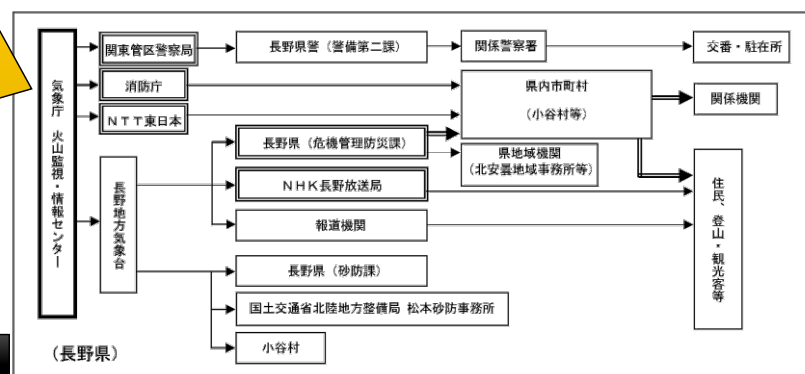 気象庁 火山監視・情報センター
関東管区警察局
長野県警（警備第二課）
関係警察署
交番・駐在所
消防庁
県内市町村
（小谷村等）
関係機関
ＮＴＴ東日本
長野県（危機管理防災課）
県地域機関
（北安曇地域事務所等）
長野地方気象台
ＮＨＫ長野放送局
住民、登山・観光客等
報道機関
長野県（砂防課）
国土交通省北陸地方整備局 松本砂防事務所
小谷村
（長野県）